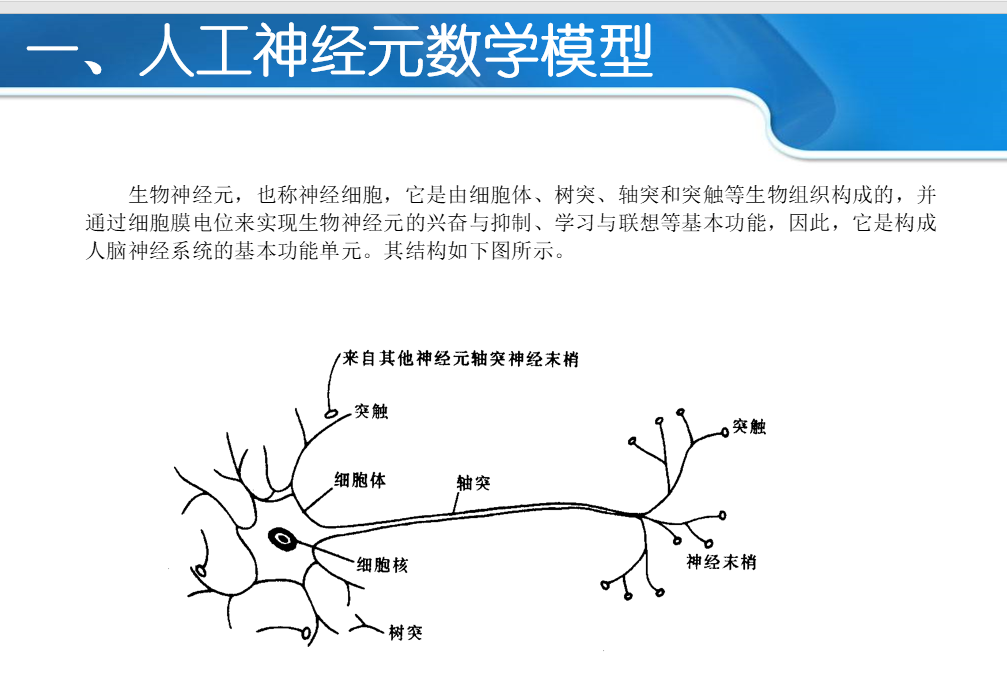 一、人工神经元数学模型
生物神经元，也称神经细胞，它是由细胞体、树突、轴突和突触等生物组织构成的，并
通过细胞膜电位来实现生物神经元的兴奋与抑制、学习与联想等基本功能，因此，它是构成
人脑神经系统的基本功能单元。其结构如下图所示。
来自其他神经元轴突神经末梢
突触
突触
细胞体
轴突
细胞核
神经末梢
树突